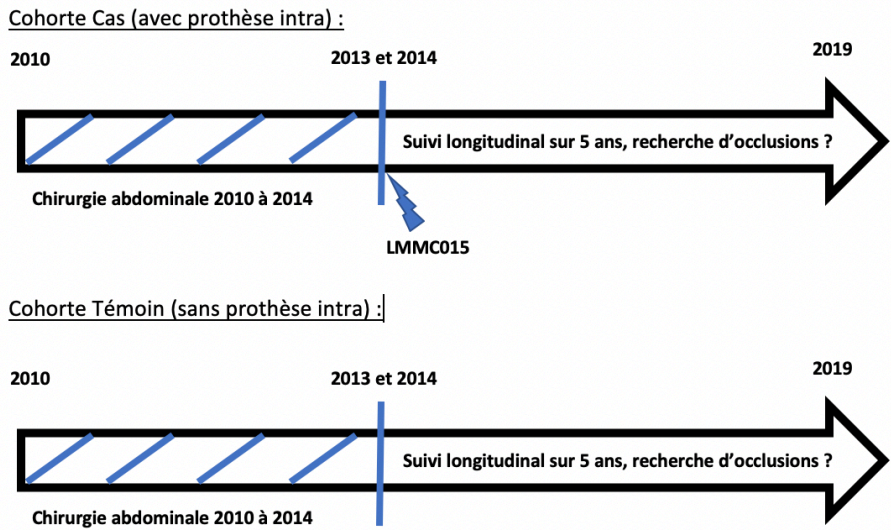 Cohorte Cas (avec prothèse intra) :
2010
2013 et 2014
2019
Suivi longitudinal sur 5 ans, recherche d’occlusions ?
Chirurgie abdominale 2010 à 2014
LMMC015
Cohorte Témoin (sans prothèse intra) :
2010
2013 et 2014
2019
Suivi longitudinal sur 5 ans, recherche d’occlusions ?
Chirurgie abdominale 2010 à 2014